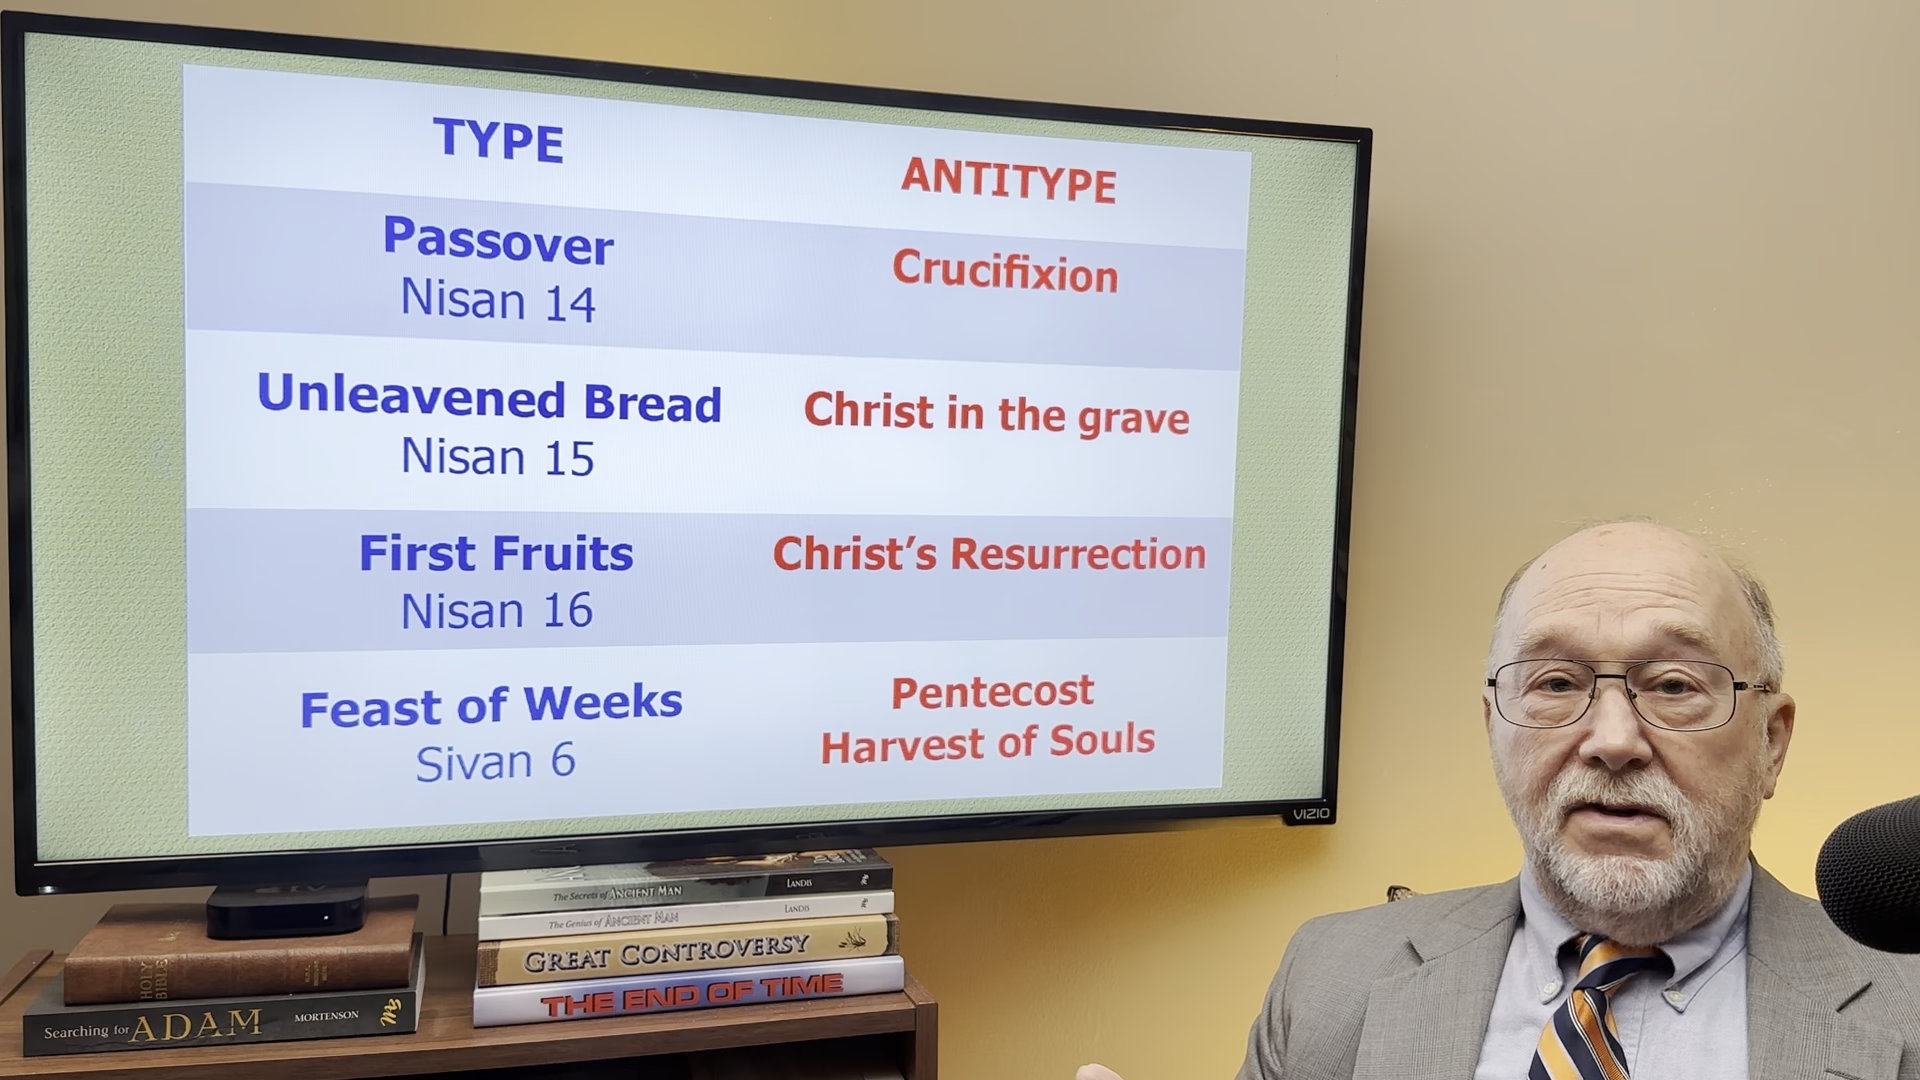 TYPE
ANTITYPE
Passover
Nisan 14
Crucifixion
Unleavened Bread
Nisan 15
Christ in the grave
First Fruits
Nisan 16
Christ's Resurrection
Feast of Weeks
Sivan 6
Pentecost
Harvest of Souls
VIZIO
The Secrets of ANCIENT MAN LANDIS
The Genius of ANCIENT MAN LANDIS
GREAT CONTROVERSY
THE END OF TIME
HOLY
BIBLE
Searching for ADAM MORTENSON